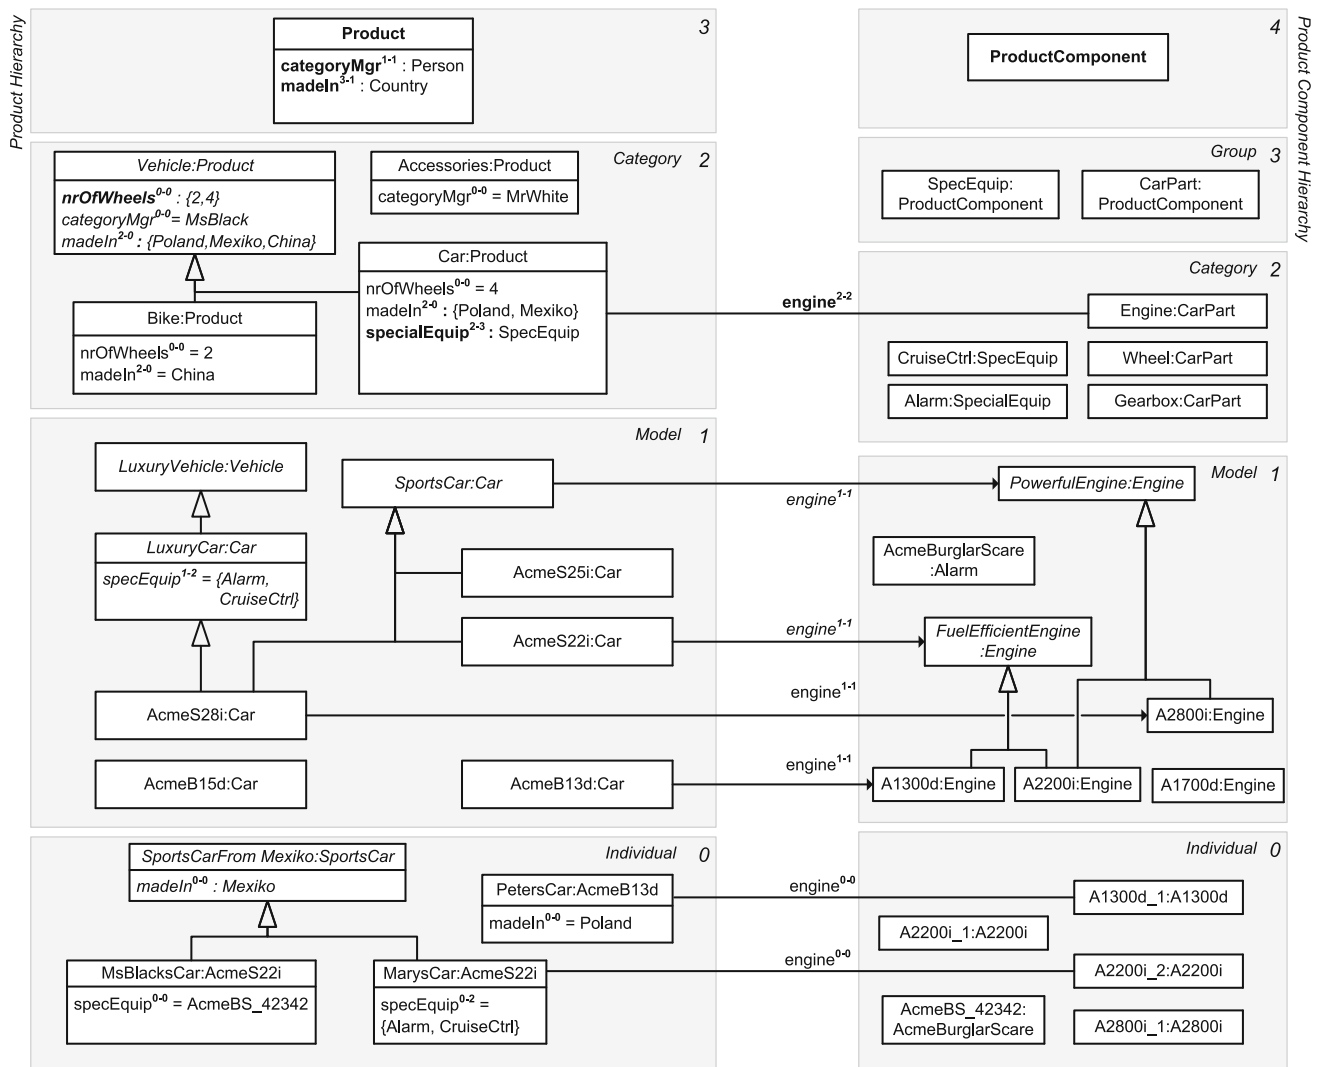 Product Hierarchy
3
Product
categoryMgr1-1 : Person
madeIn3-1 : Country
4
ProductComponent
Product Component Hierarchy
Category 2
Vehicle:Product
nrOfWheels0-0 : {2,4}
categoryMgr0-0= MsBlack
madeIn2-0 : {Poland,Mexiko,China}
Accessories:Product
categoryMgr0-0 = MrWhite
Car:Product
nrOfWheels0-0 = 4
madeIn2-0 : {Poland, Mexiko}
specialEquip2-3 : SpecEquip
Bike:Product
nrOfWheels0-0 = 2
madeIn2-0 = China
engine2-2
Group 3
SpecEquip:
ProductComponent
CarPart:
ProductComponent
Category 2
Engine:CarPart
CruiseCtrl:SpecEquip
Wheel:CarPart
Alarm:SpecialEquip
Gearbox:CarPart
Model 1
LuxuryVehicle:Vehicle
SportsCar:Car
LuxuryCar:Car
specEquip1-2 = {Alarm,
CruiseCtrl}
AcmeS25i:Car
AcmeS22i:Car
AcmeS28i:Car
AcmeB15d:Car
AcmeB13d:Car
engine1-1
engine1-1
engine1-1
engine1-1
Model 1
PowerfulEngine:Engine
AcmeBurglarScare
:Alarm
FuelEfficientEngine
:Engine
A2800i:Engine
A1300d:Engine
A2200i:Engine
A1700d:Engine
Individual 0
SportsCarFrom Mexiko:SportsCar
madeIn0-0 : Mexiko
PetersCar:AcmeB13d
madeIn0-0 = Poland
MsBlacksCar:AcmeS22i
specEquip0-0 = AcmeBS_42342
MarysCar:AcmeS22i
specEquip0-2 =
{Alarm, CruiseCtrl}
engine0-0
engine0-0
Individual 0
A1300d_1:A1300d
A2200i_1:A2200i
A2200i_2:A2200i
AcmeBS_42342:
AcmeBurglarScare
A2800i_1:A2800i